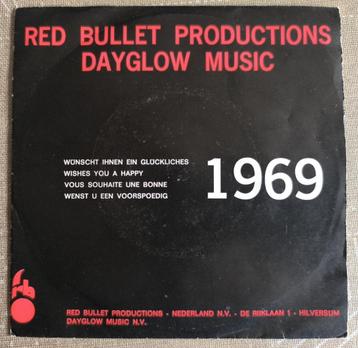 RED BULLET PRODUCTIONS
DAYGLOW MUSIC
WÜNSCHT IHNEN EIN GLÜCKLICHES
WISHES YOU A HAPPY
VOUS SOUHAITE UNE BONNE
WENST U EEN VOORSPOEDIG
1969
RED BULLET PRODUCTIONS - NEDERLAND N.V. - DE RIJKLAAN 1 - HILVERSUM
DAYGLOW MUSIC N.V.